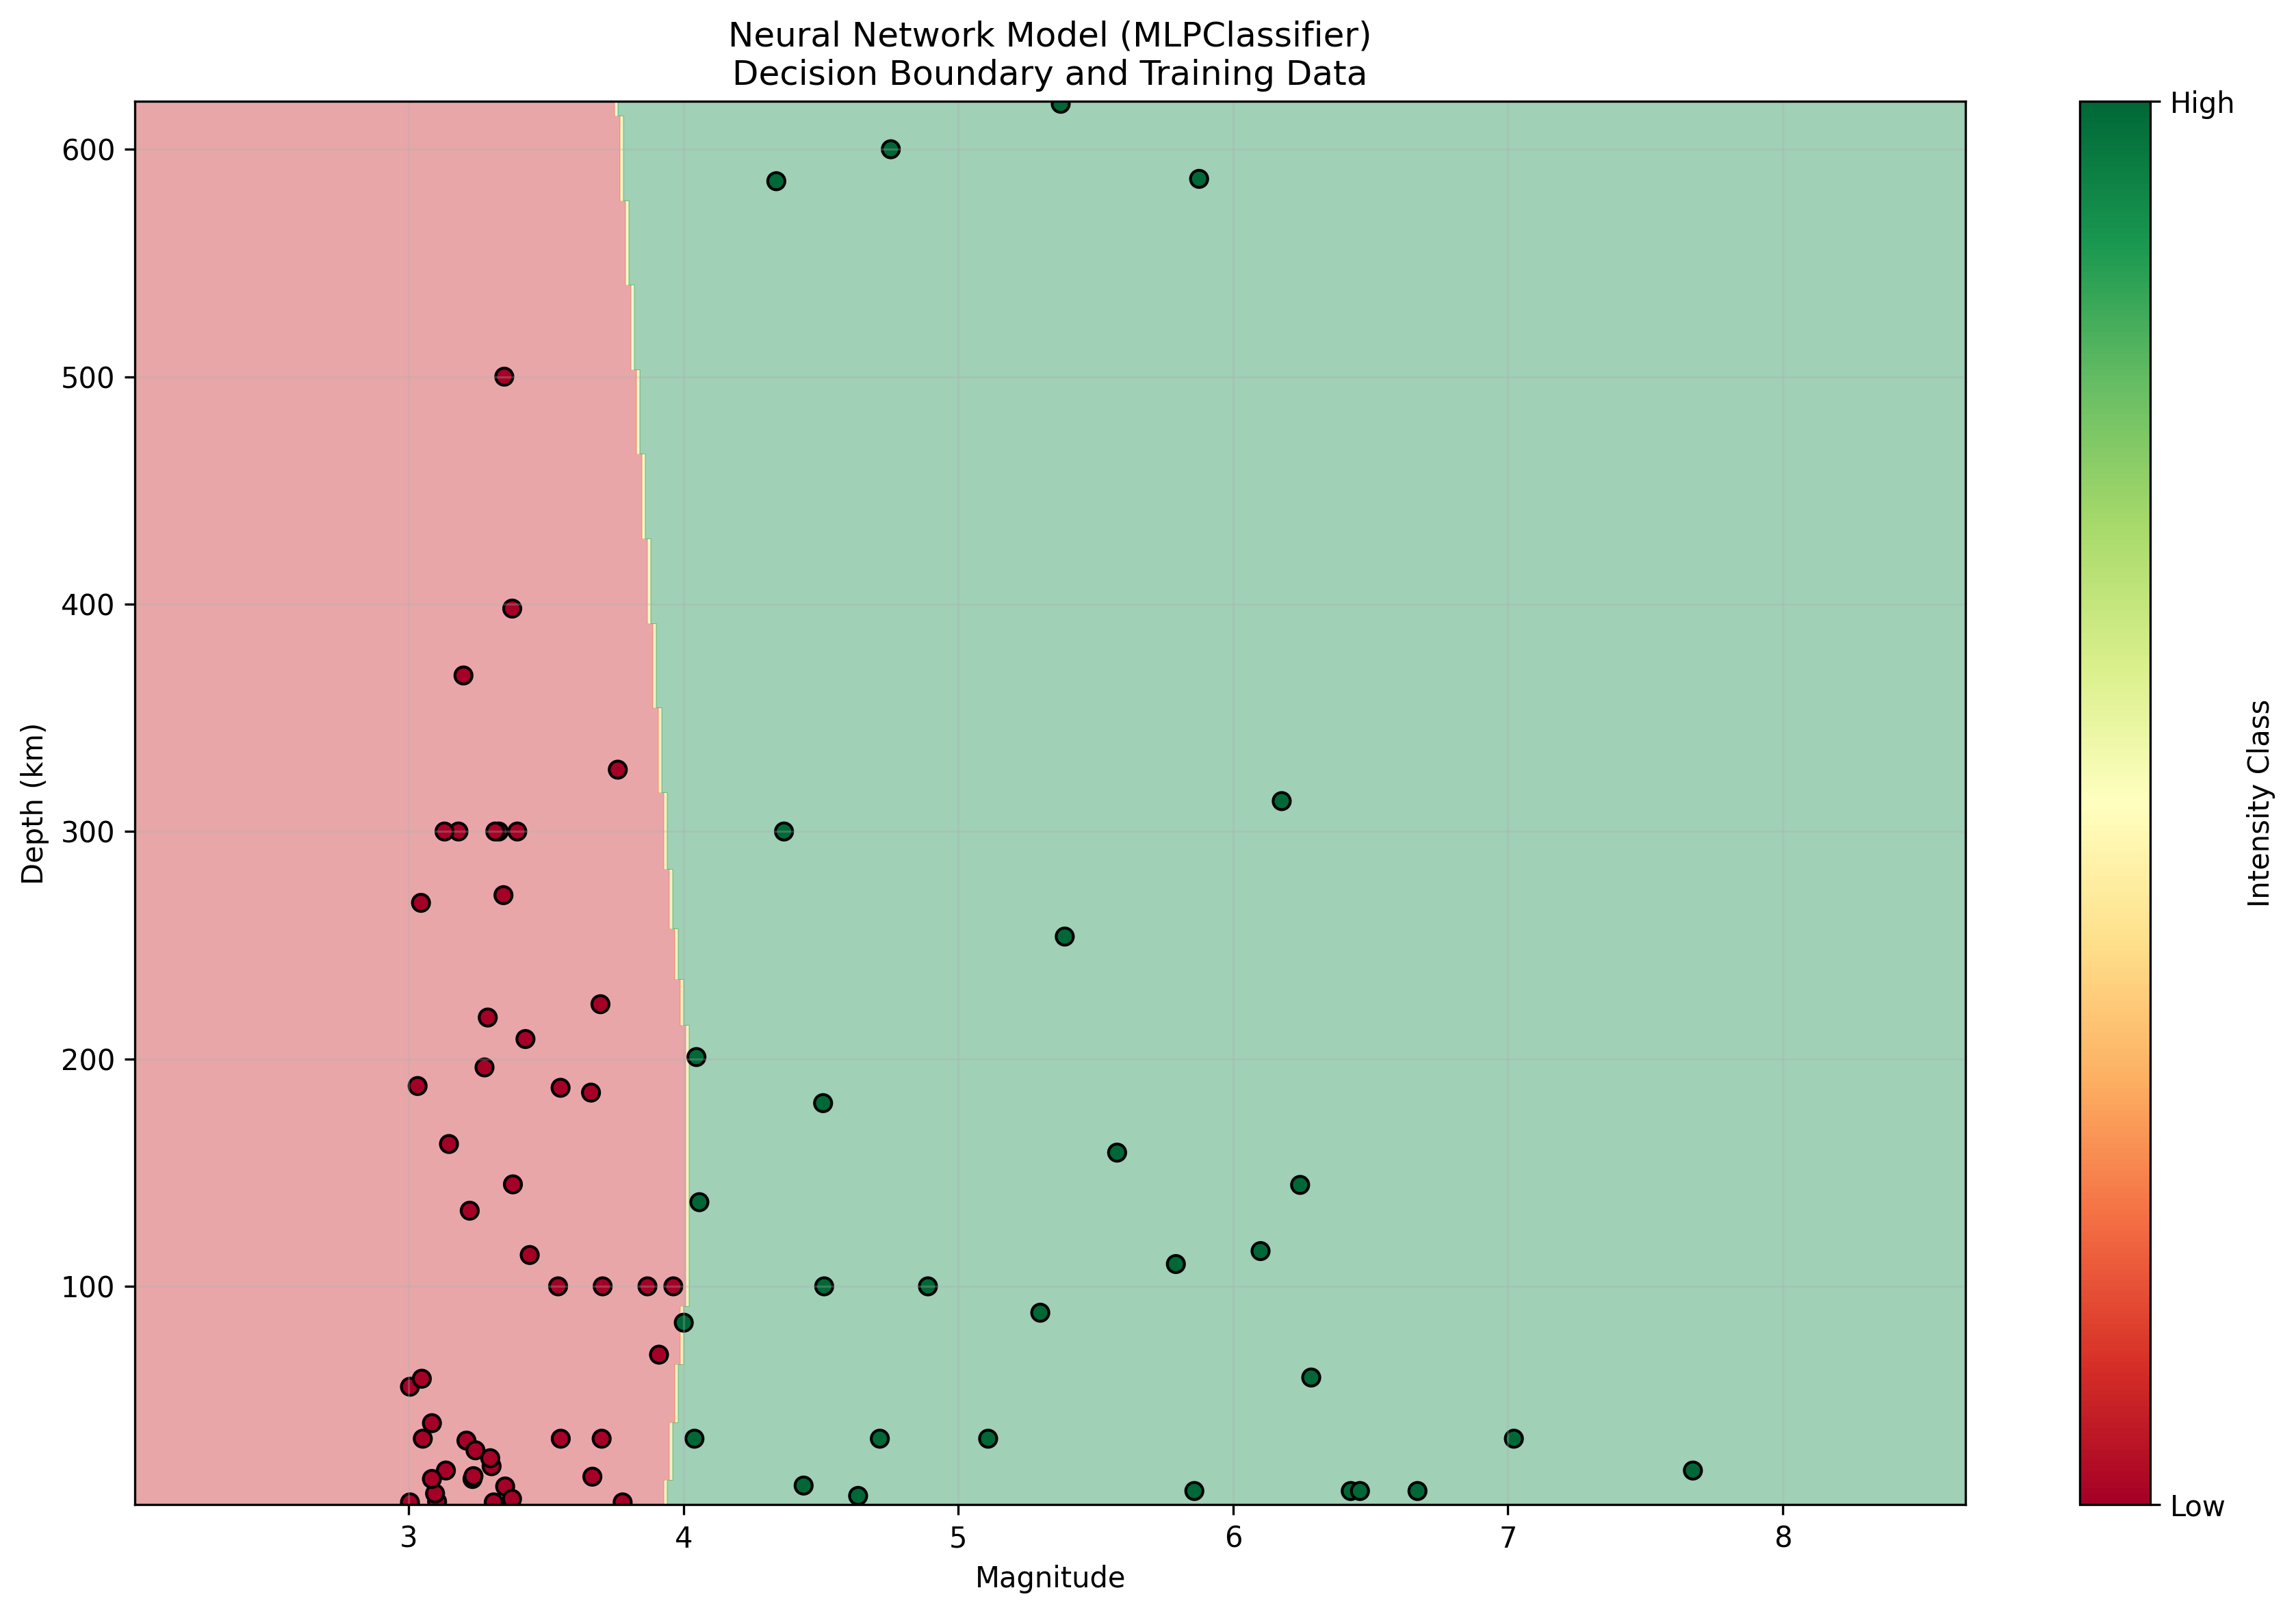 Neural Network Model (MLPClassifier)
Decision Boundary and Training Data
High
600
500
400
300
200
100
Depth (km)
Intensity Class
Low
3 4 5 6 7 8
Magnitude